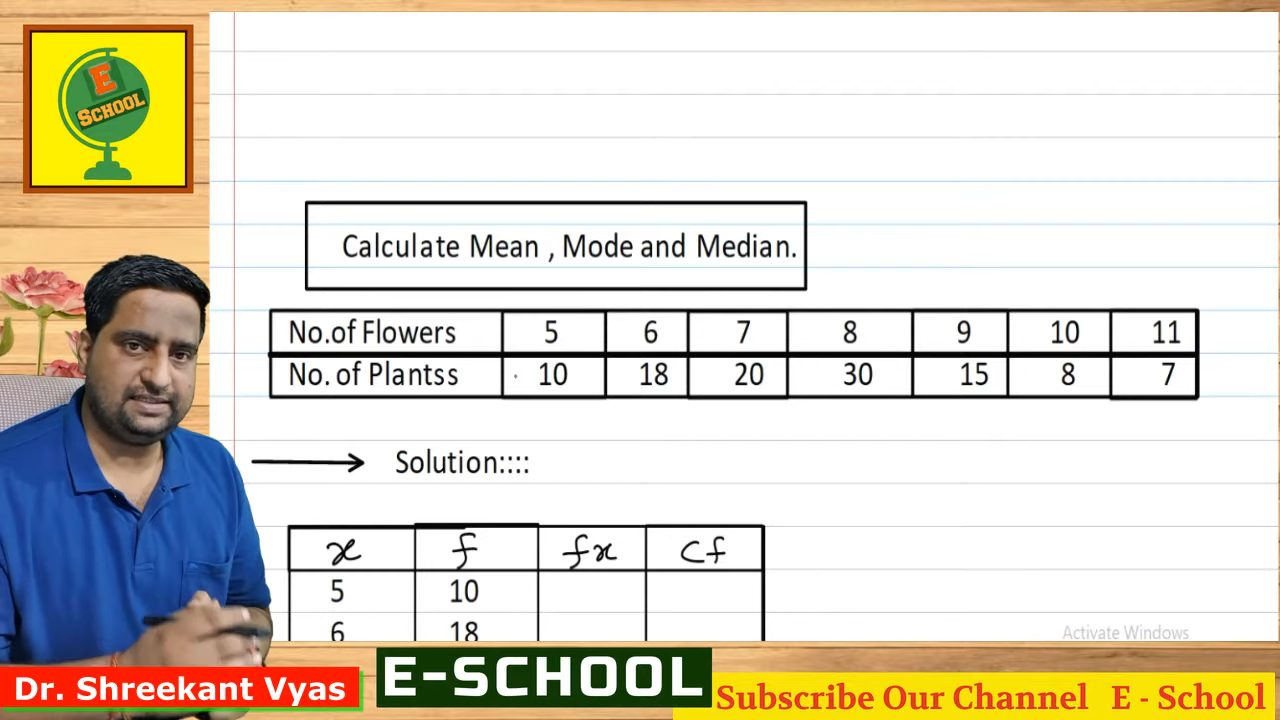 E
SCHOOL
Calculate Mean , Mode and Median.
No.of Flowers 5 6 7 8 9 10 11
No. of Plantss 10 18 20 30 15 8 7
Solution::::
x f fx Cf
5 10
6 18
Activate Windows
Dr. Shreekant Vyas
E-SCHOOL
Subscribe Our Channel E - School